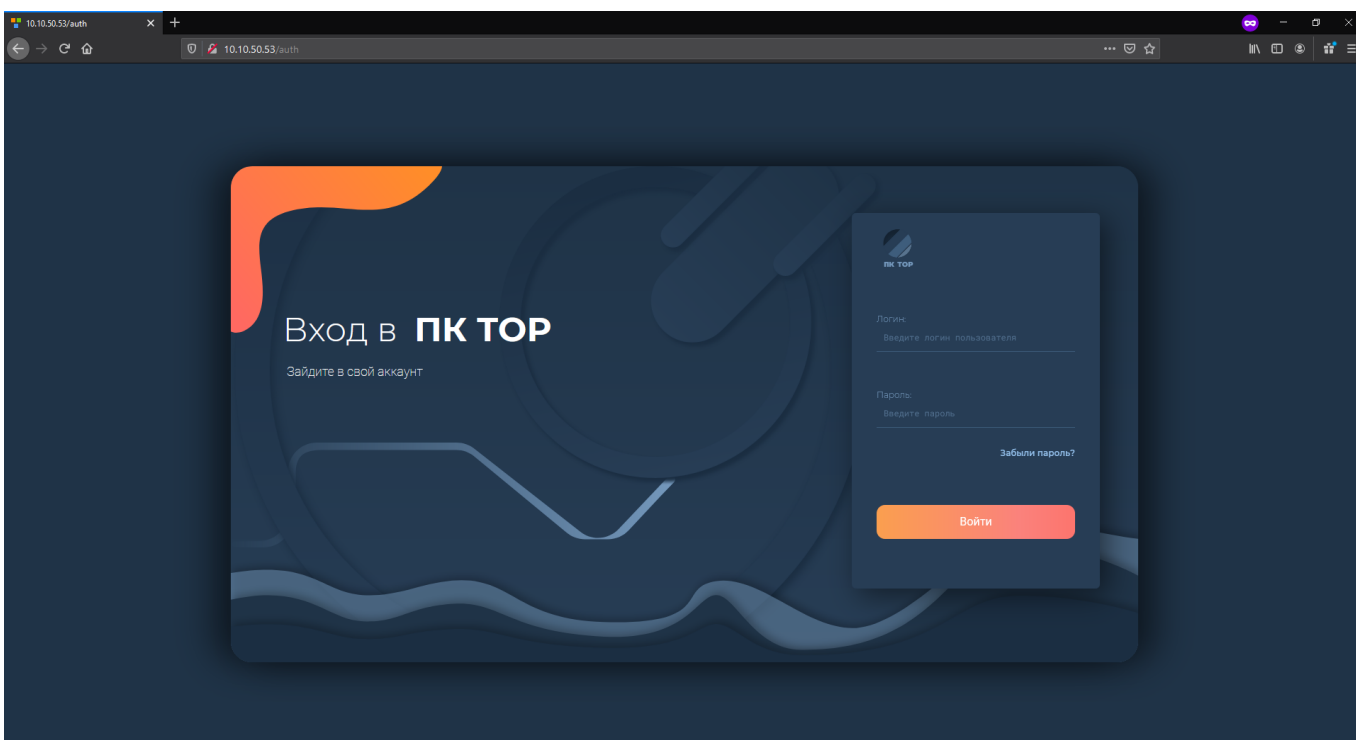 10.10.50.53/auth
10.10.50.53/auth
Вход в ПК ТОР
Зайдите в свой аккаунт
ПК ТОР
Логин:
Введите логин пользователя
Пароль:
Введите пароль
Забыли пароль?
Войти